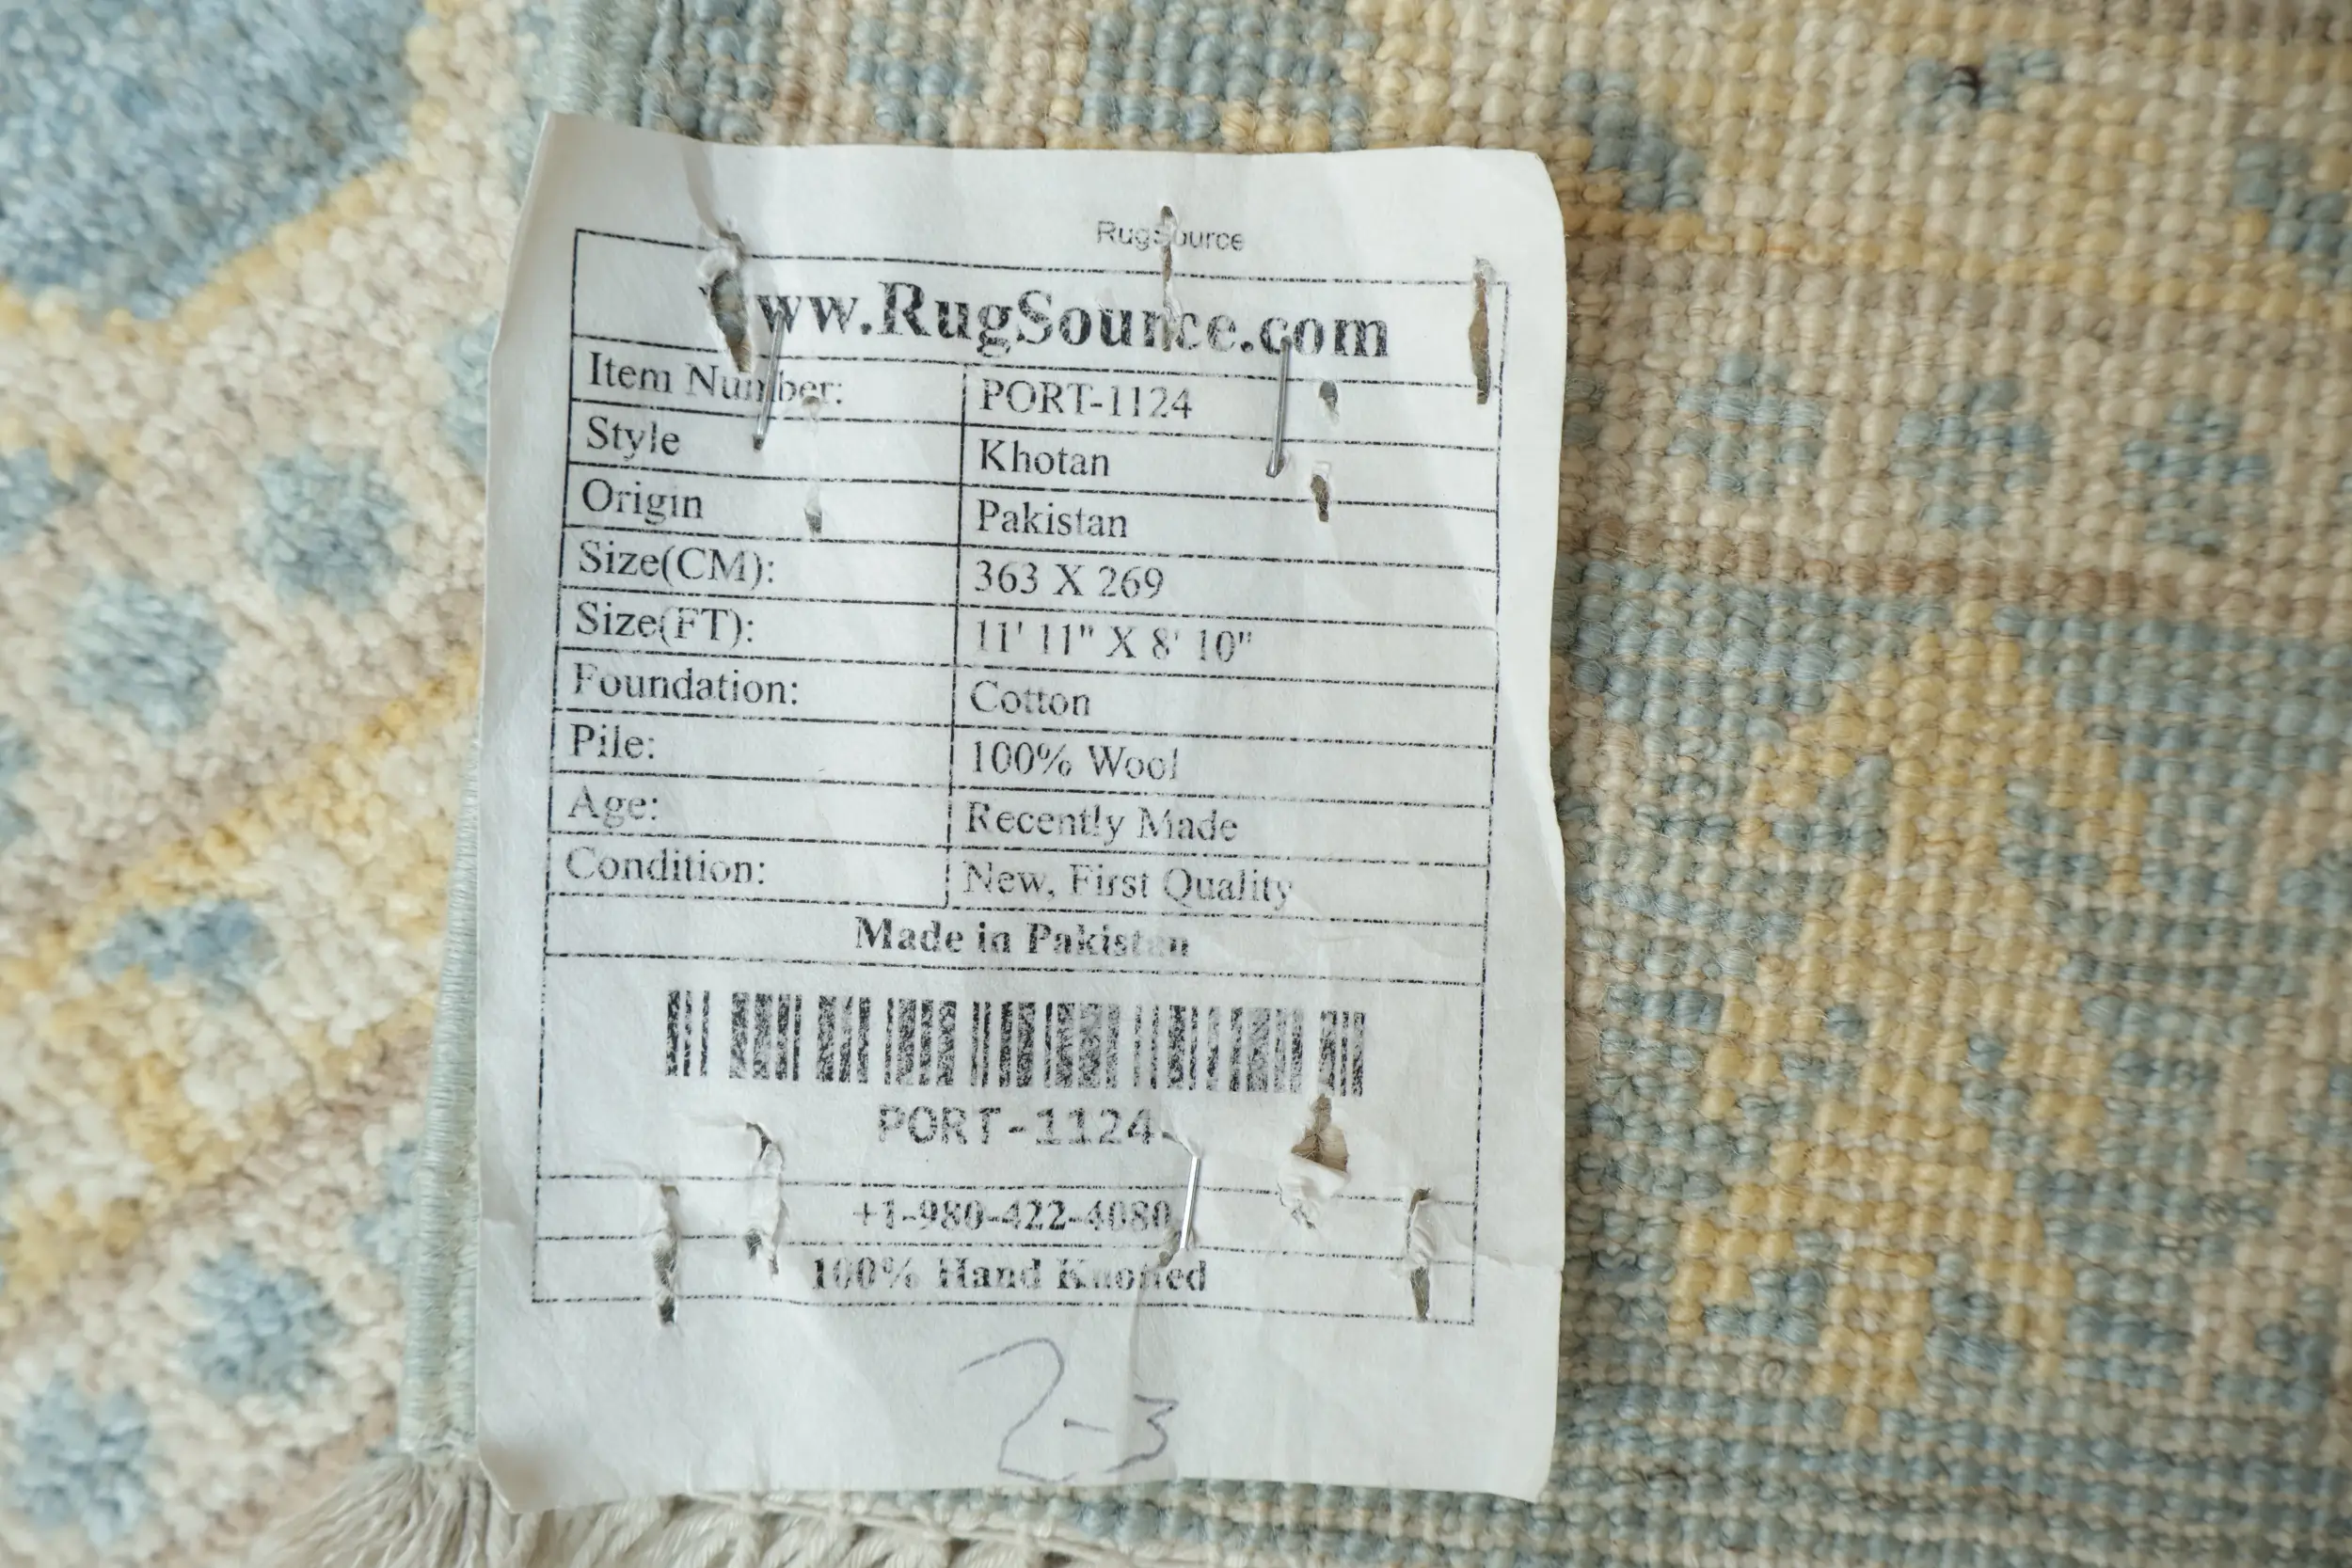 RugSource
www.RugSource.com
Item Number: PORT-1124
Style Khotan
Origin Pakistan
Size(CM): 363 X 269
Size(FT): 11' 11" X 8' 10"
Foundation: Cotton
Pile: 100% Wool
Age: Recently Made
Condition: New, First Quality
Made in Pakistan
PORT-1124
+1-980-422-4080
100% Hand Knotted
2-3